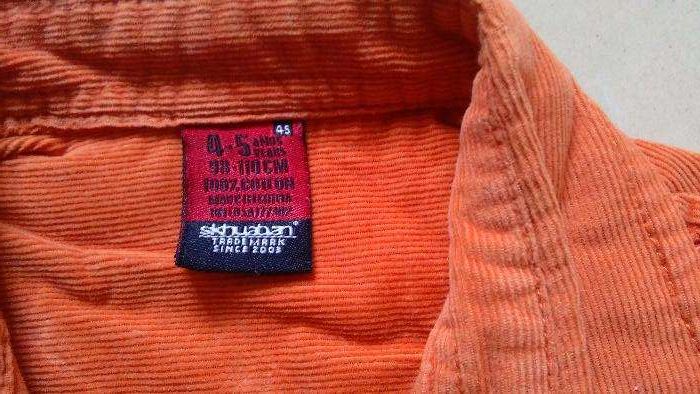 45
4-5 AÑOS
YEARS
98-110CM
100% COTTON
skhuaban®
TRADEMARK
SINCE 2003